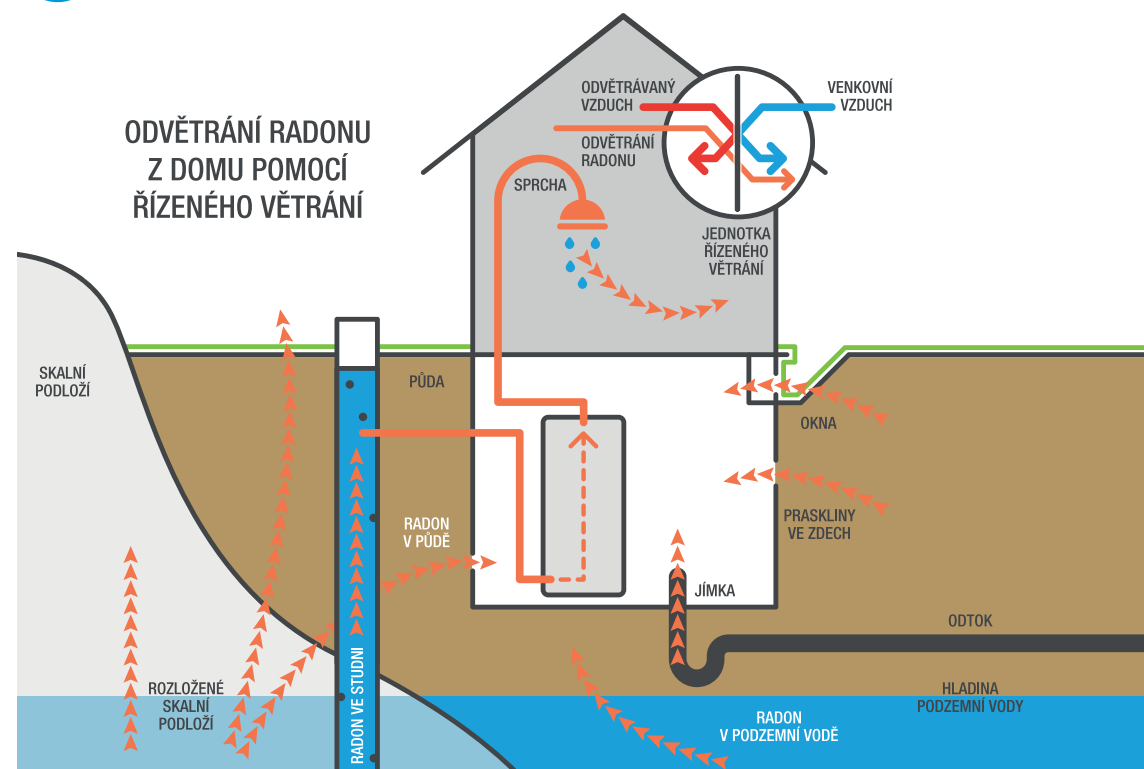 ODVĚTRÁNÍ RADONU
Z DOMU POMOCÍ
ŘÍZENÉHO VĚTRÁNÍ
ODVĚTRÁVANÝ
VZDUCH
VENKOVNÍ
VZDUCH
ODVĚTRÁNÍ
RADONU
SPRCHA
JEDNOTKA
ŘÍZENÉHO
VĚTRÁNÍ
SKALNÍ
PODLOŽÍ
PŮDA
OKNA
RADON
V PŮDĚ
PRASKLINY
VE ZDECH
JÍMKA
ODTOK
ROZLOŽENÉ
SKALNÍ
PODLOŽÍ
RADON VE STUDNI
HLADINA
PODZEMNÍ VODY
RADON
V PODZEMNÍ VODĚ